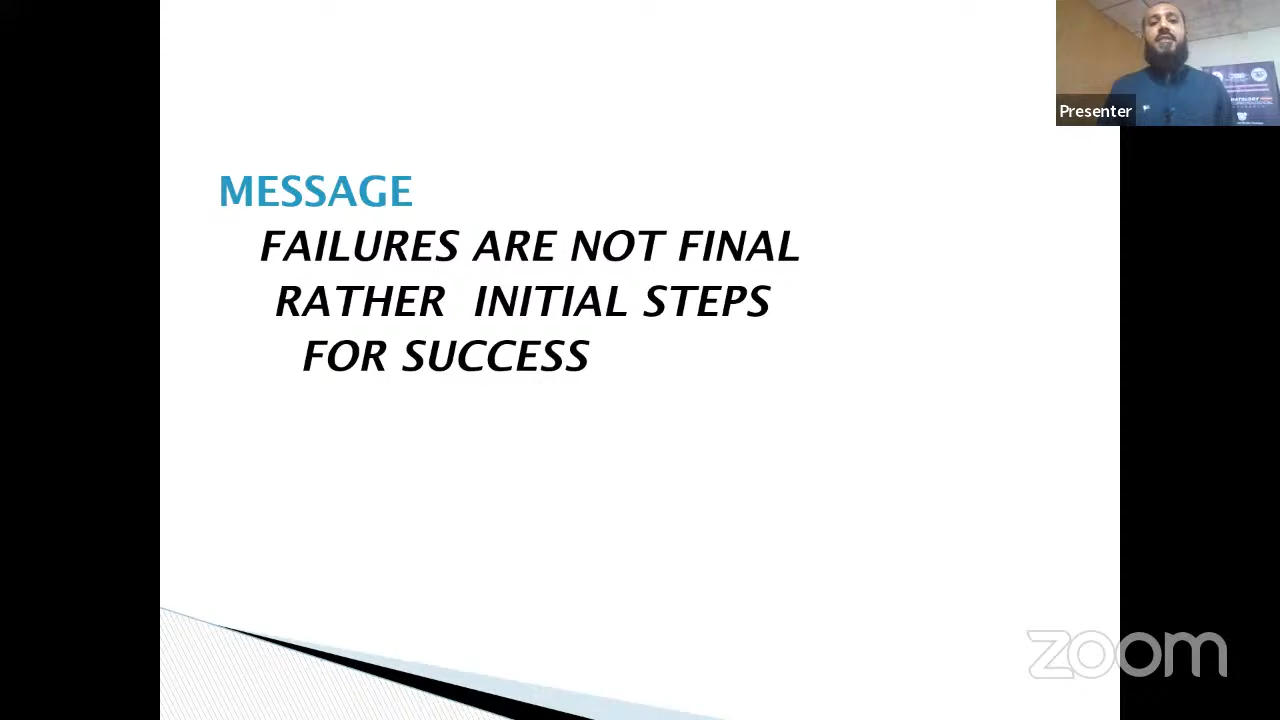 MESSAGE
FAILURES ARE NOT FINAL
RATHER INITIAL STEPS
FOR SUCCESS
Presenter
zoom